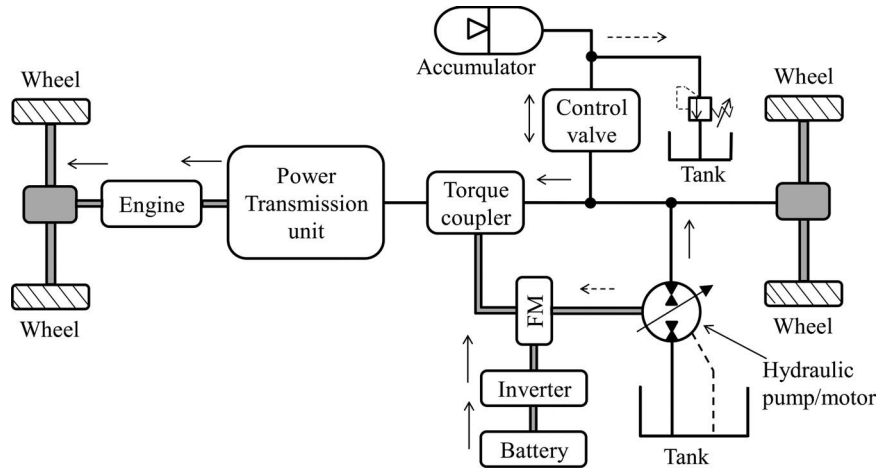 Accumulator
Wheel
Control
valve
Wheel
Tank
Engine
Power
Transmission
unit
Torque
coupler
FM
Wheel
Wheel
Inverter
Hydraulic
pump/motor
Battery
Tank